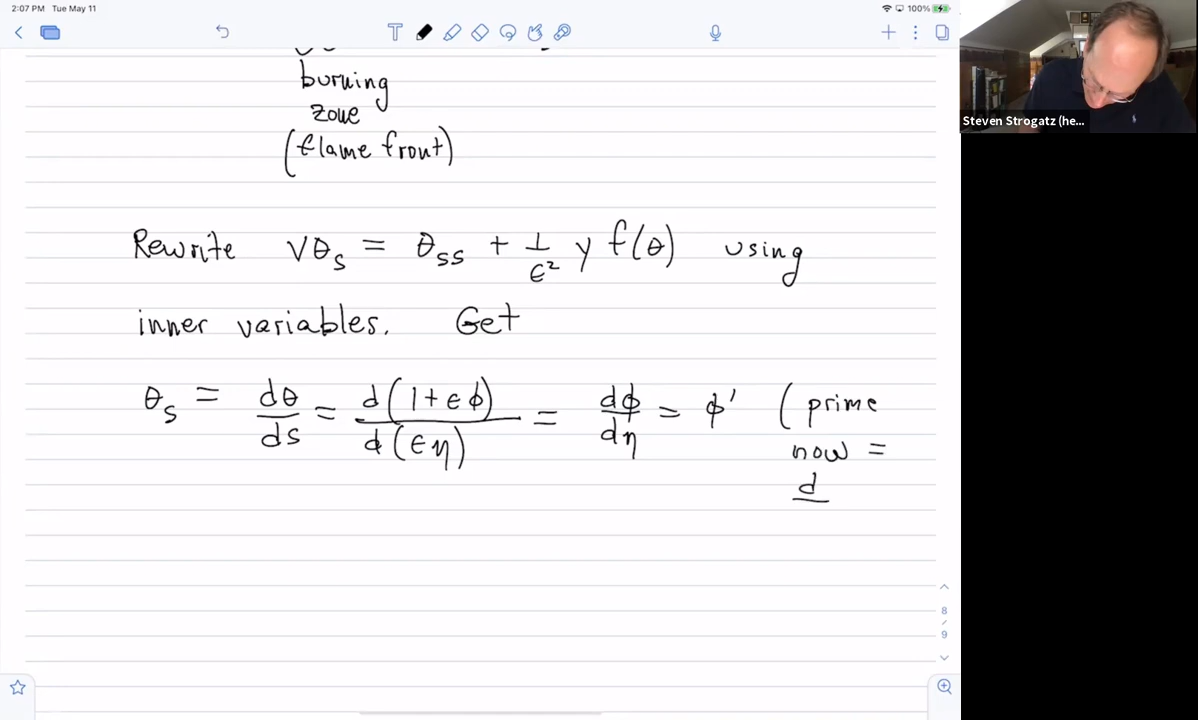 2:07 PM Tue May 11
100%
Steven Strogatz (he...
burning
zone
(flame front)
Rewrite Vθ_s = θ_ss + 1/ε² y f(θ) using
inner variables. Get
θ_s = dθ/ds = d(1+εφ)/d(εη) = dφ/dη = φ' (prime
now =
d
8
/
9